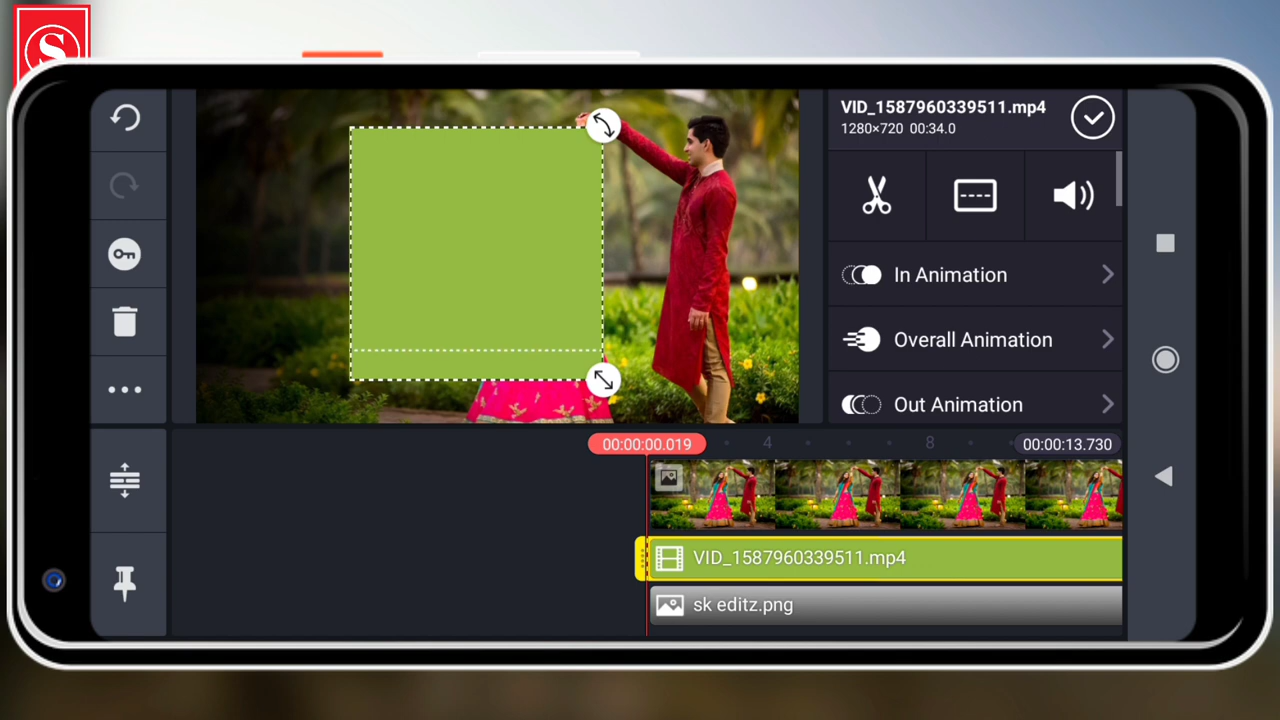 S
VID_1587960339511.mp4
1280×720 00:34.0
In Animation
Overall Animation
Out Animation
00:00:00.019
4
8
00:00:13.730
VID_1587960339511.mp4
sk editz.png